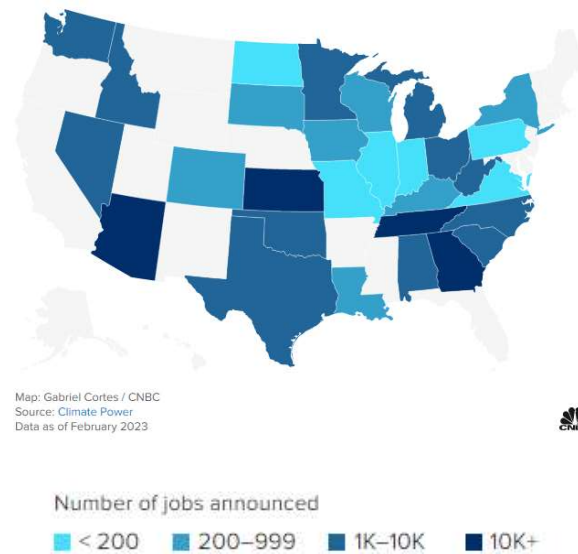 Map: Gabriel Cortes / CNBC
Source: Climate Power
Data as of February 2023
Number of jobs announced
< 200 200–999 1K–10K 10K+